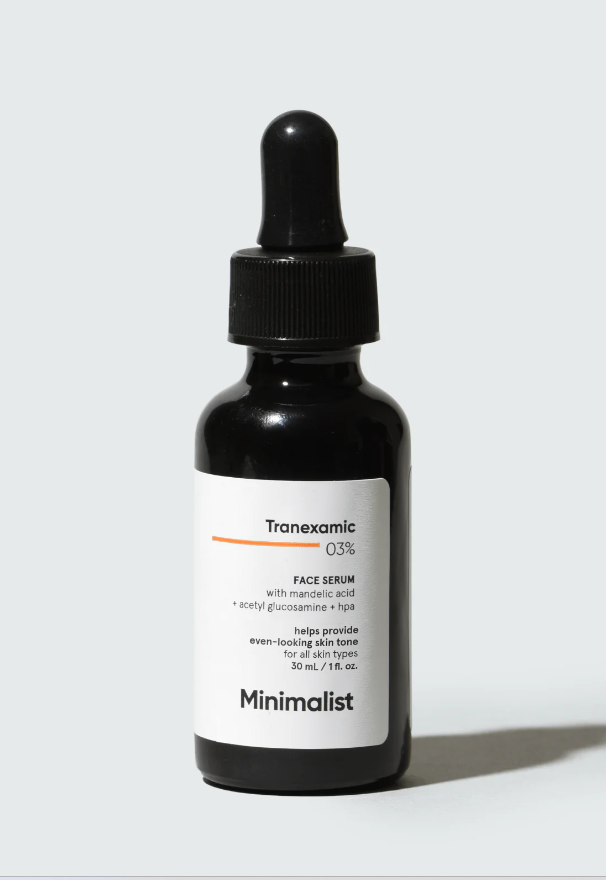 Tranexamic
03%
FACE SERUM
with mandelic acid
+ acetyl glucosamine + hpa
helps provide
even-looking skin tone
for all skin types
30 mL / 1 fl. oz.
Minimalist